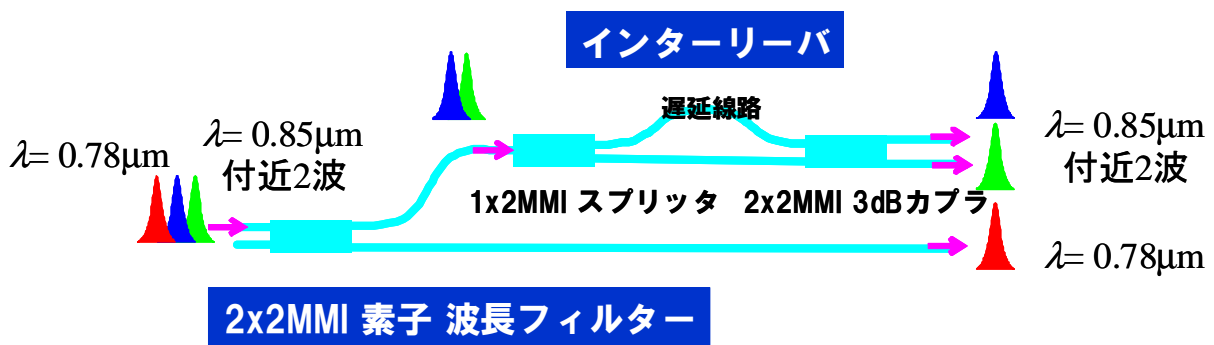 インターリーバ
遅延線路
λ= 0.78μm
λ= 0.85μm
付近2波
λ= 0.85μm
付近2波
1x2MMI スプリッタ
2x2MMI 3dBカプラ
λ= 0.78μm
2x2MMI 素子 波長フィルター